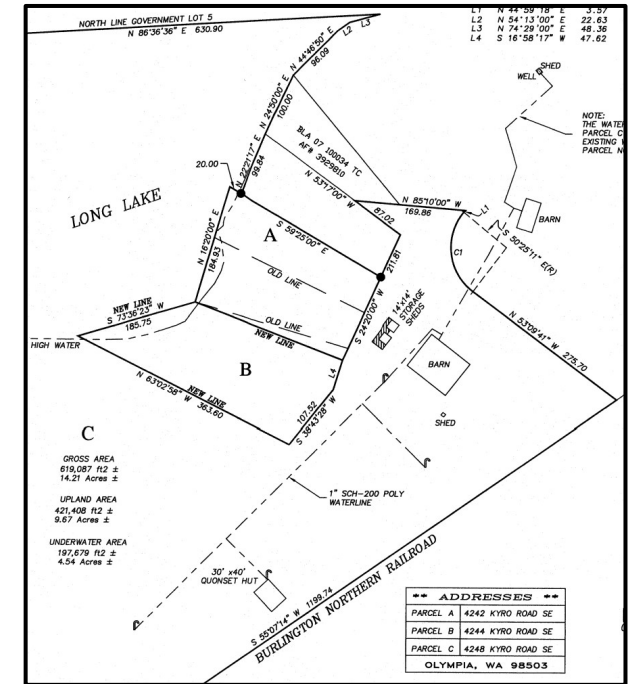 L1 N 44°59'18" E 3.57
L2 N 54°13'00" E 22.63
L3 N 74°29'00" E 48.36
L4 S 16°58'17" W 47.62
NORTH LINE GOVERNMENT LOT 5
N 86°36'36" E 630.90
L3
L2
N 44°46'50" E
96.09
SHED
WELL
NOTE:
THE WATE
PARCEL C
EXISTING
PARCEL N
N 24°50'00" E
100.00
BLA 07 100034 TC
AF# 3929810
20.00
N 22°21'17" E
99.84
N 53°17'00" W
87.02
N 85°10'00" W
169.86
L1
BARN
LONG LAKE
A
S 59°25'00" E
C1
S 50°25'11" E(R)
N 16°20'00" E
184.93
OLD LINE
211.81
S 24°20'00" W
14'x14'
STORAGE
SHEDS
NEW LINE
S 73°36'23" W
185.75
OLD LINE
NEW LINE
N 53°09'41" W 275.70
HIGH WATER
B
L4
BARN
NEW LINE
N 63°02'58" W 363.60
107.52
S 38°43'28" W
SHED
C
GROSS AREA
619,087 ft2 ±
14.21 Acres ±
UPLAND AREA
421,408 ft2 ±
9.67 Acres ±
UNDERWATER AREA
197,679 ft2 ±
4.54 Acres ±
1" SCH-200 POLY
WATERLINE
30' x40'
QUONSET HUT
S 55°07'14" W 1199.74
BURLINGTON NORTHERN RAILROAD
** ADDRESSES **
PARCEL A 4242 KYRO ROAD SE
PARCEL B 4244 KYRO ROAD SE
PARCEL C 4248 KYRO ROAD SE
OLYMPIA, WA 98503